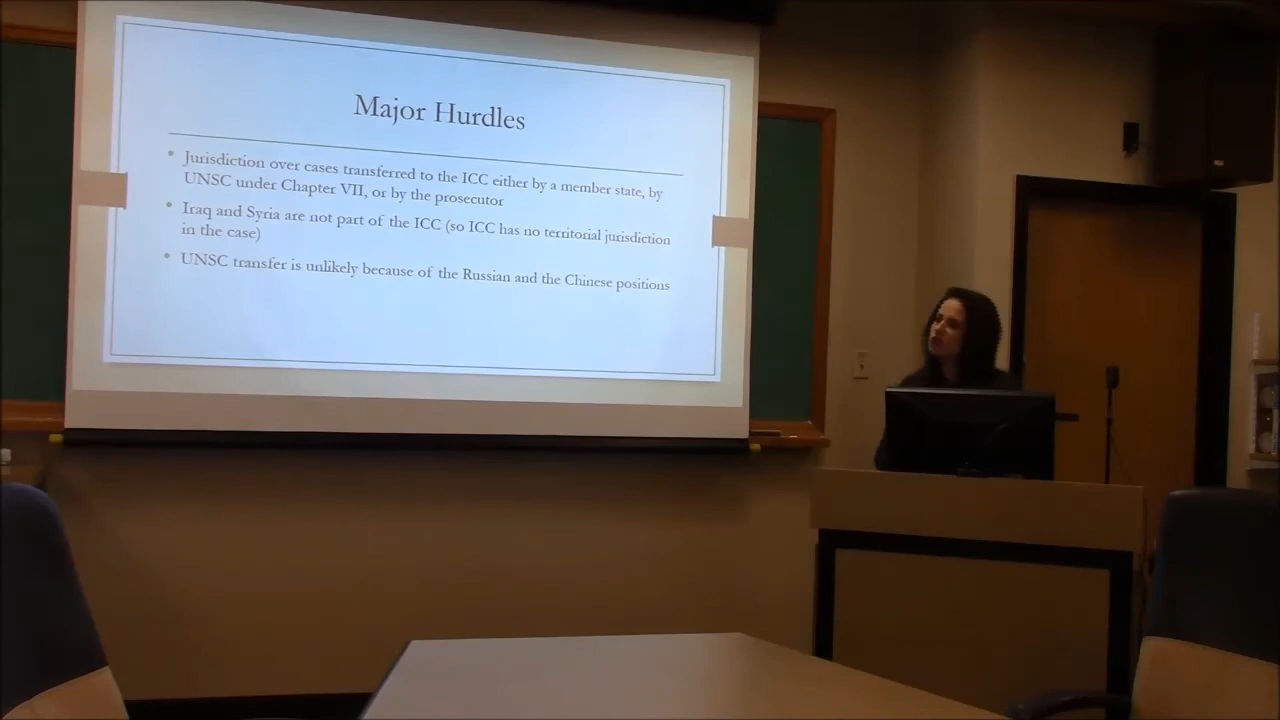 Major Hurdles
Jurisdiction over cases transferred to the ICC either by a member state, by
UNSC under Chapter VII, or by the prosecutor
Iraq and Syria are not part of the ICC (so ICC has no territorial jurisdiction
in the case)
UNSC transfer is unlikely because of the Russian and the Chinese positions